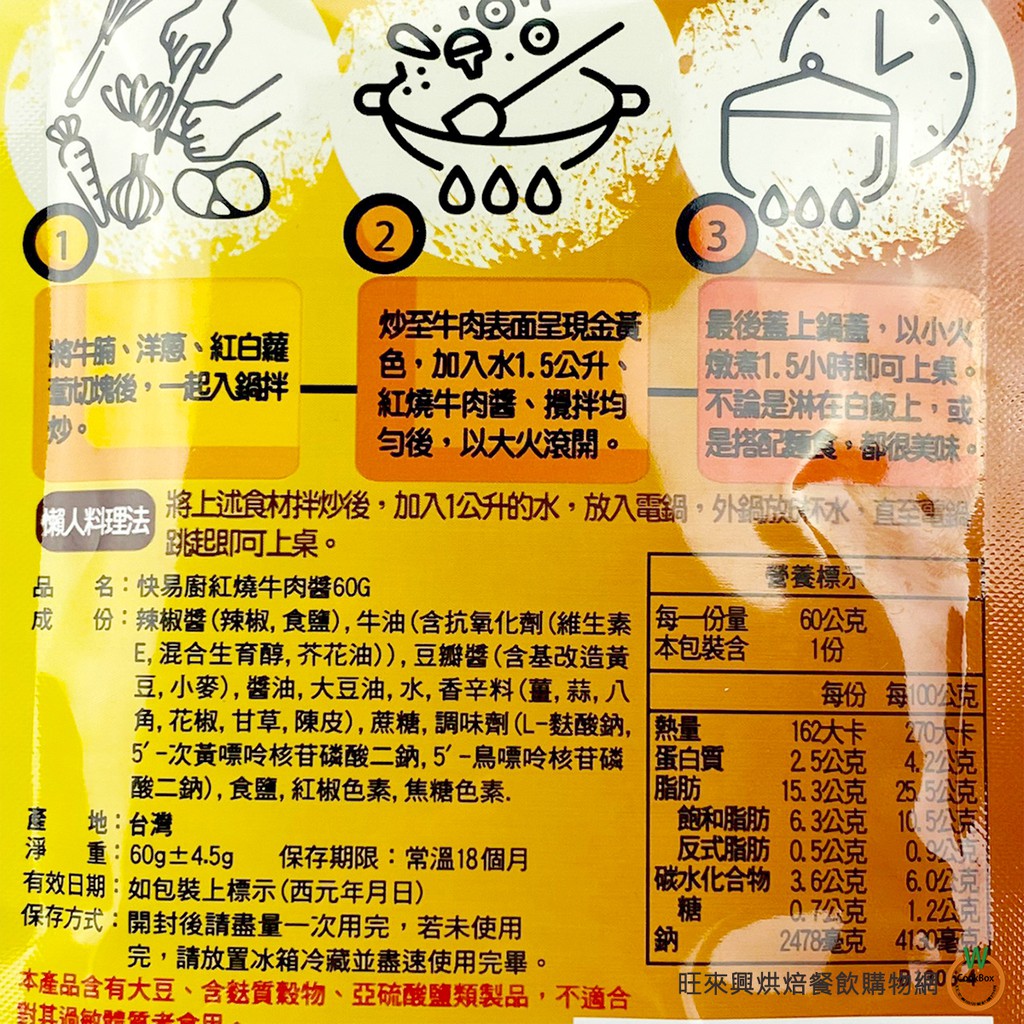 1
2
3
將牛腩、洋蔥、紅白蘿
蔔切塊後，一起入鍋拌
炒。
炒至牛肉表面呈現金黃
色，加入水1.5公升、
紅燒牛肉醬、攪拌均
勻後，以大火滾開。
最後蓋上鍋蓋，以小火
燉煮1.5小時即可上桌。
不論是淋在白飯上，或
是搭配麵食，都很美味。
懶人料理法 將上述食材拌炒後，加入1公升的水，放入電鍋，外鍋放 杯水 直至電鍋
跳起即可上桌。
品 名：快易廚紅燒牛肉醬60G
成 份：辣椒醬(辣椒, 食鹽), 牛油(含抗氧化劑(維生素
E, 混合生育醇, 芥花油)), 豆瓣醬(含基改造黃
豆, 小麥), 醬油, 大豆油, 水, 香辛料(薑, 蒜, 八
角, 花椒, 甘草, 陳皮), 蔗糖, 調味劑(L-麩酸鈉,
5′-次黃嘌呤核苷磷酸二鈉, 5′-鳥嘌呤核苷磷
酸二鈉), 食鹽, 紅椒色素, 焦糖色素.
產 地：台灣
淨 重：60g±4.5g 保存期限：常溫18個月
有效日期：如包裝上標示(西元年月日)
保存方式：開封後請盡量一次用完，若未使用
完，請放置冰箱冷藏並盡速使用完畢。
本產品含有大豆、含麩質穀物、亞硫酸鹽類製品，不適合
對其過敏體質者食用。
營養標示
每一份量 60公克
本包裝含 1份
每份 每100公克
熱量 162大卡 270大卡
蛋白質 2.5公克 4.2公克
脂肪 15.3公克 25.5公克
飽和脂肪 6.3公克 10.5公克
反式脂肪 0.5公克 0.9公克
碳水化合物 3.6公克 6.0公克
糖 0.7公克 1.2公克
鈉 2478毫克 4130毫克
旺來興烘焙餐飲購物網
CookBox